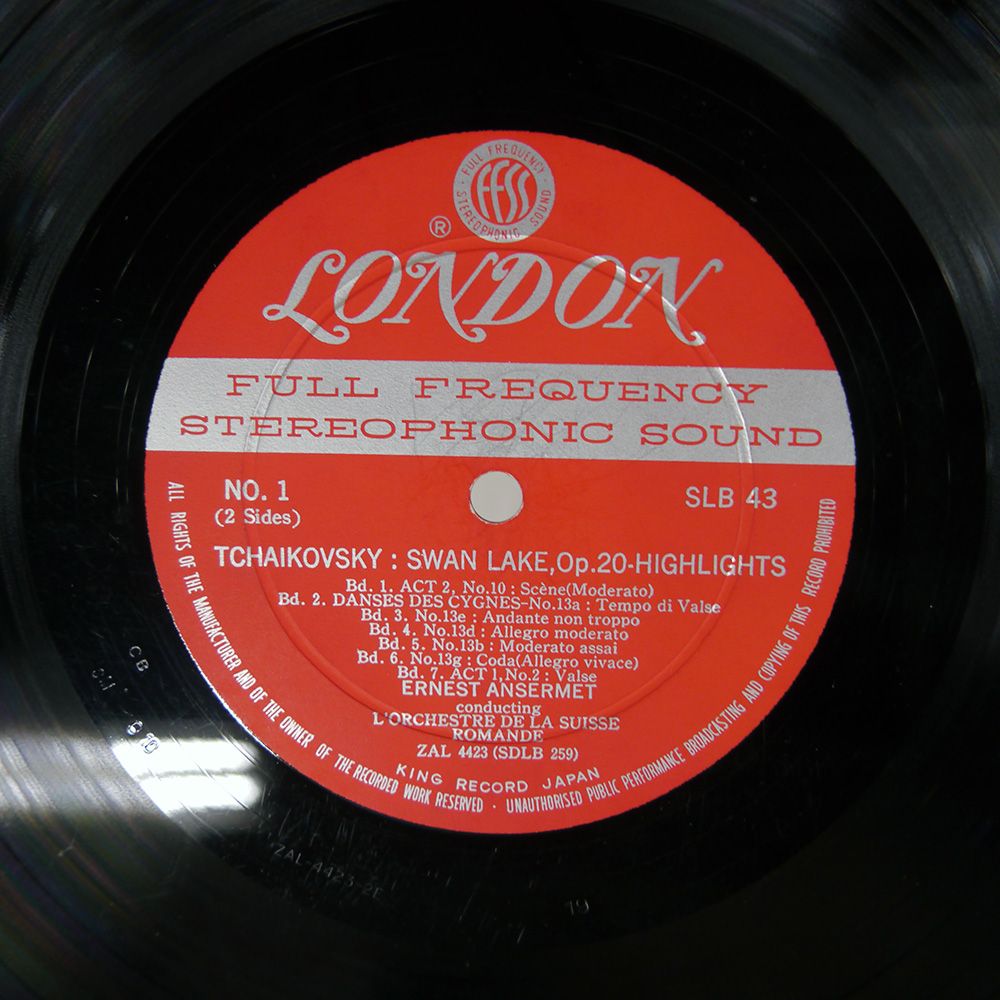 FULL FREQUENCY · STEREOPHONIC SOUND ·
FFSS
®
LONDON
FULL FREQUENCY
STEREOPHONIC SOUND
NO. 1
(2 Sides)
SLB 43
TCHAIKOVSKY : SWAN LAKE,Op.20-HIGHLIGHTS
Bd. 1. ACT 2, No.10 : Scène(Moderato)
Bd. 2. DANSES DES CYGNES-No.13a : Tempo di Valse
Bd. 3. No.13e : Andante non troppo
Bd. 4. No.13d : Allegro moderato
Bd. 5. No.13b : Moderato assai
Bd. 6. No.13g : Coda(Allegro vivace)
Bd. 7. ACT 1,No.2 : Valse
ERNEST ANSERMET
conducting
L'ORCHESTRE DE LA SUISSE
ROMANDE
ZAL 4423 (SDLB 259)
KING RECORD JAPAN
ALL RIGHTS OF THE MANUFACTURER AND OF THE OWNER OF THE RECORDED WORK RESERVED · UNAUTHORISED PUBLIC PERFORMANCE BROADCASTING AND COPYING OF THIS RECORD PROHIBITED
CB
ZAL-4423-2E
19